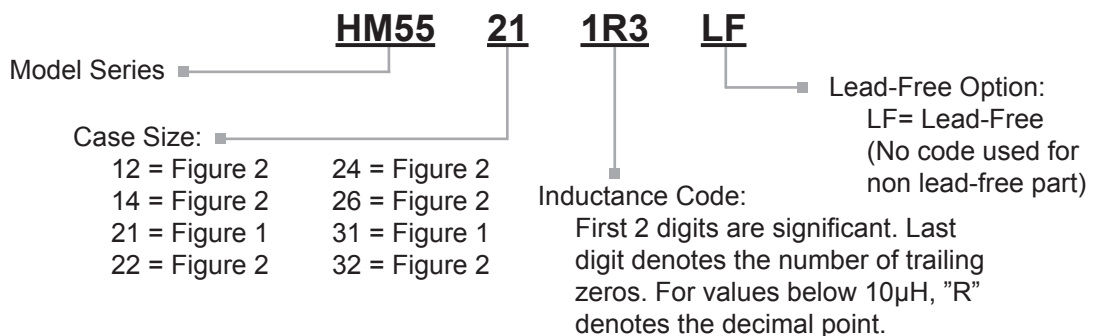 HM55 21 1R3 LF
Model Series
Lead-Free Option:
LF= Lead-Free
(No code used for
non lead-free part)
Case Size:
12 = Figure 2 24 = Figure 2
14 = Figure 2 26 = Figure 2
21 = Figure 1 31 = Figure 1
22 = Figure 2 32 = Figure 2
Inductance Code:
First 2 digits are significant. Last
digit denotes the number of trailing
zeros. For values below 10µH, ”R”
denotes the decimal point.